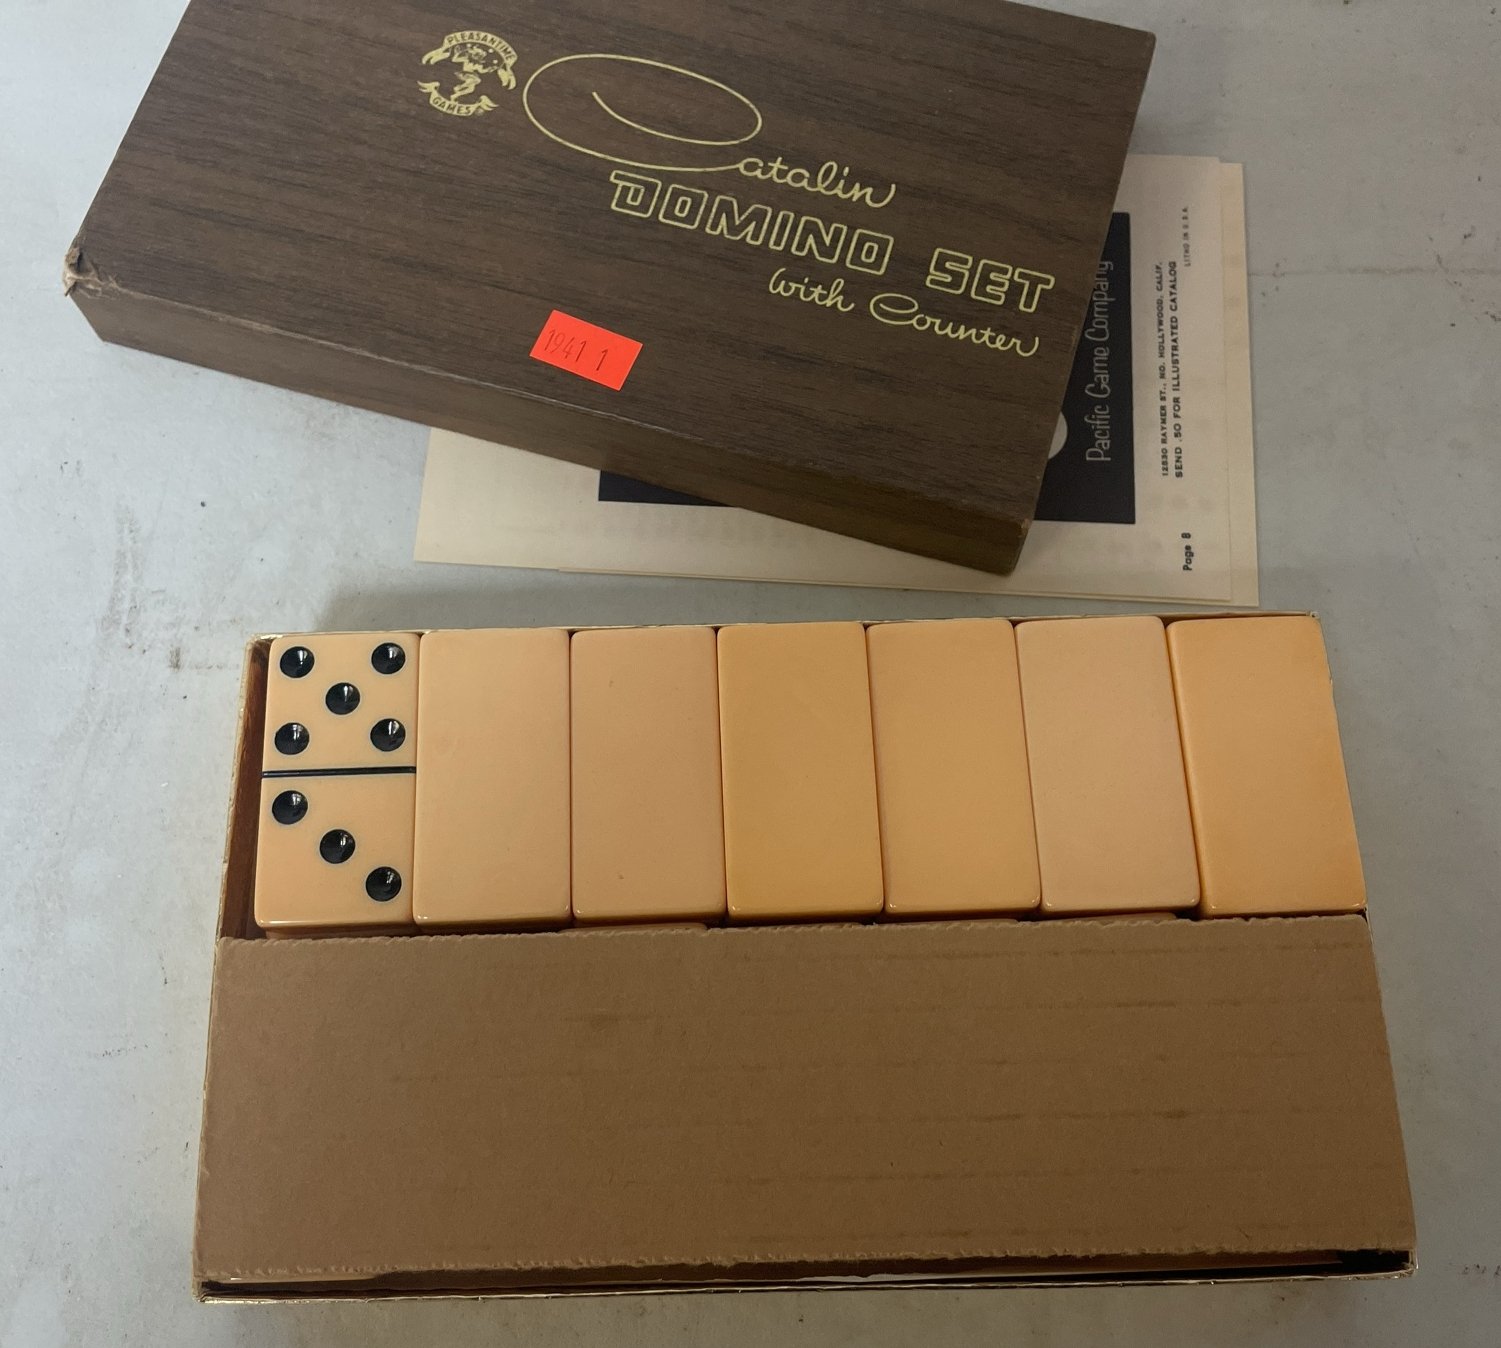 PLEASANTIME
GAMES
Catalin
DOMINO SET
with Counter
1941 1
Pacific Game Company
12830 RAYMER ST., NO. HOLLYWOOD, CALIF.
SEND .50 FOR ILLUSTRATED CATALOG
LITHO IN U.S.A.
Page 8